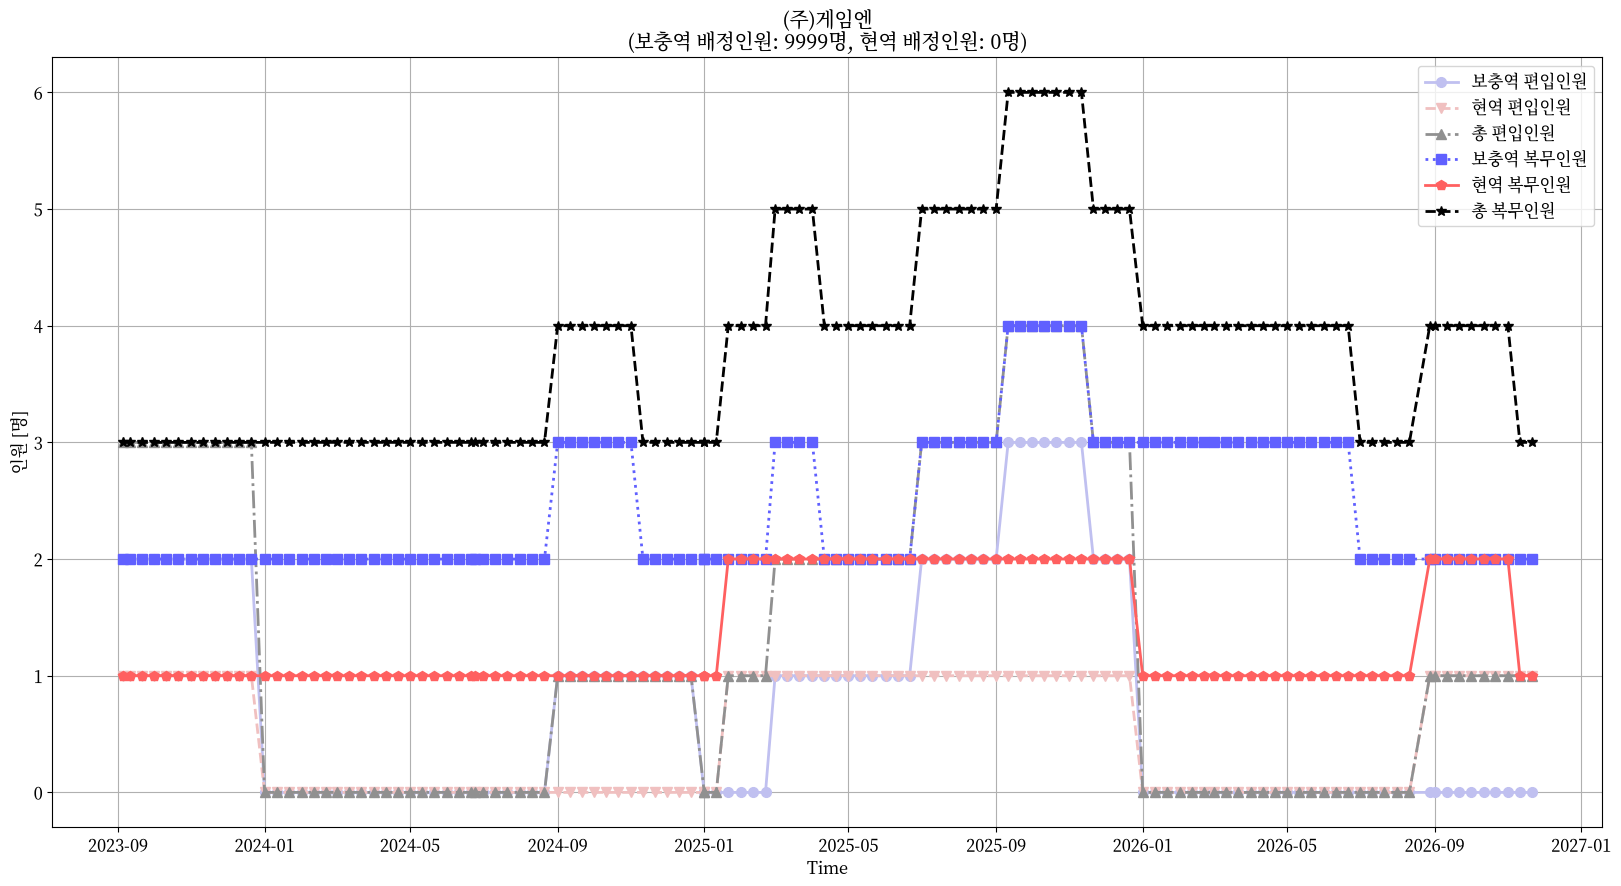 (주)게임엔
(보충역 배정인원: 9999명, 현역 배정인원: 0명)
보충역 편입인원
현역 편입인원
총 편입인원
보충역 복무인원
현역 복무인원
총 복무인원
인원 [명]
6
5
4
3
2
1
0
2023-09 2024-01 2024-05 2024-09 2025-01 2025-05 2025-09 2026-01 2026-05 2026-09 2027-01
Time